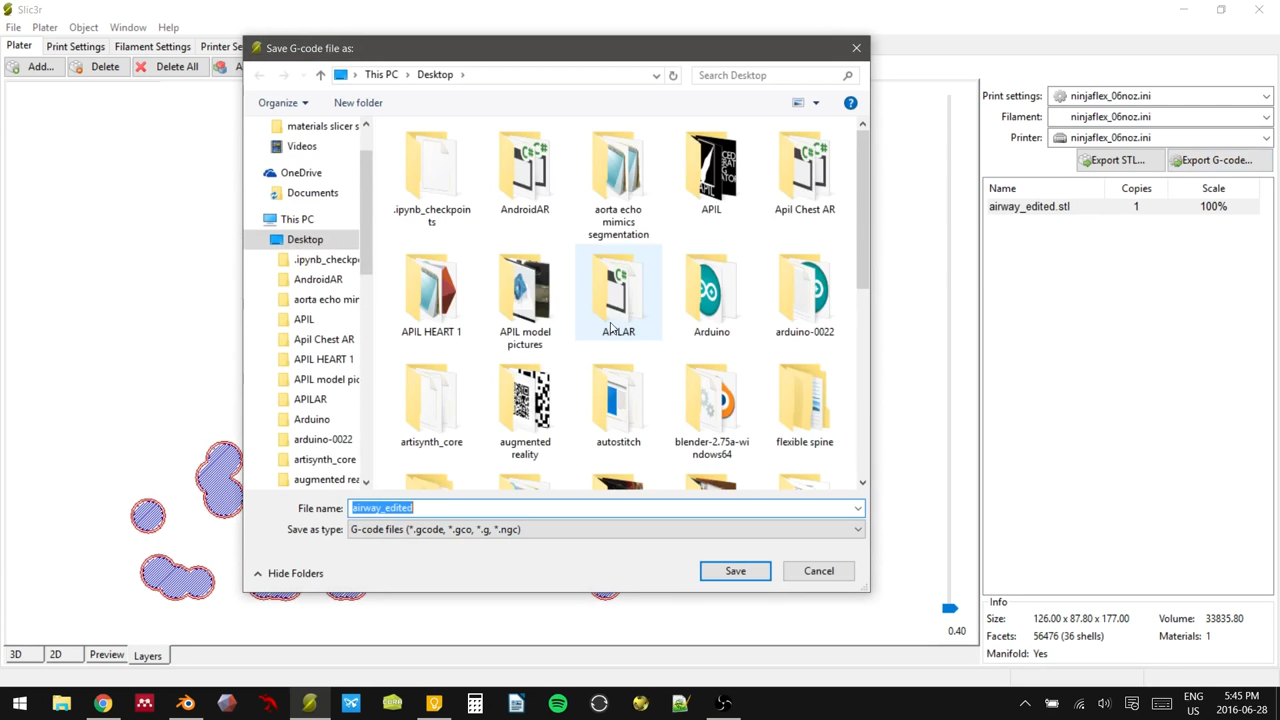 Slic3r
File Plater Object Window Help
Plater Print Settings Filament Settings Printer Se
Add... Delete Delete All A
Save G-code file as:
This PC Desktop
Search Desktop
Organize New folder
materials slicer s
Videos
OneDrive
Documents
This PC
Desktop
.ipynb_checkp
AndroidAR
aorta echo mim
APIL
Apil Chest AR
APIL HEART 1
APIL model pic
APILAR
Arduino
arduino-0022
artisynth_core
augmented rea
.ipynb_checkpoin
ts
AndroidAR
aorta echo
mimics
segmentation
APIL
Apil Chest AR
APIL HEART 1
APIL model
pictures
APILAR
Arduino
arduino-0022
artisynth_core
augmented
reality
autostitch
blender-2.75a-wi
ndows64
flexible spine
File name: airway_edited
Save as type: G-code files (*.gcode, *.gco, *.g, *.ngc)
Hide Folders
Save Cancel
Print settings: ninjaflex_06noz.ini
Filament: ninjaflex_06noz.ini
Printer: ninjaflex_06noz.ini
Export STL... Export G-code...
Name Copies Scale
airway_edited.stl 1 100%
0.40
Info
Size: 126.00 x 87.80 x 177.00 Volume: 33835.80
Facets: 56476 (36 shells) Materials: 1
Manifold: Yes
3D 2D Preview Layers
ENG
US
5:45 PM
2016-06-28